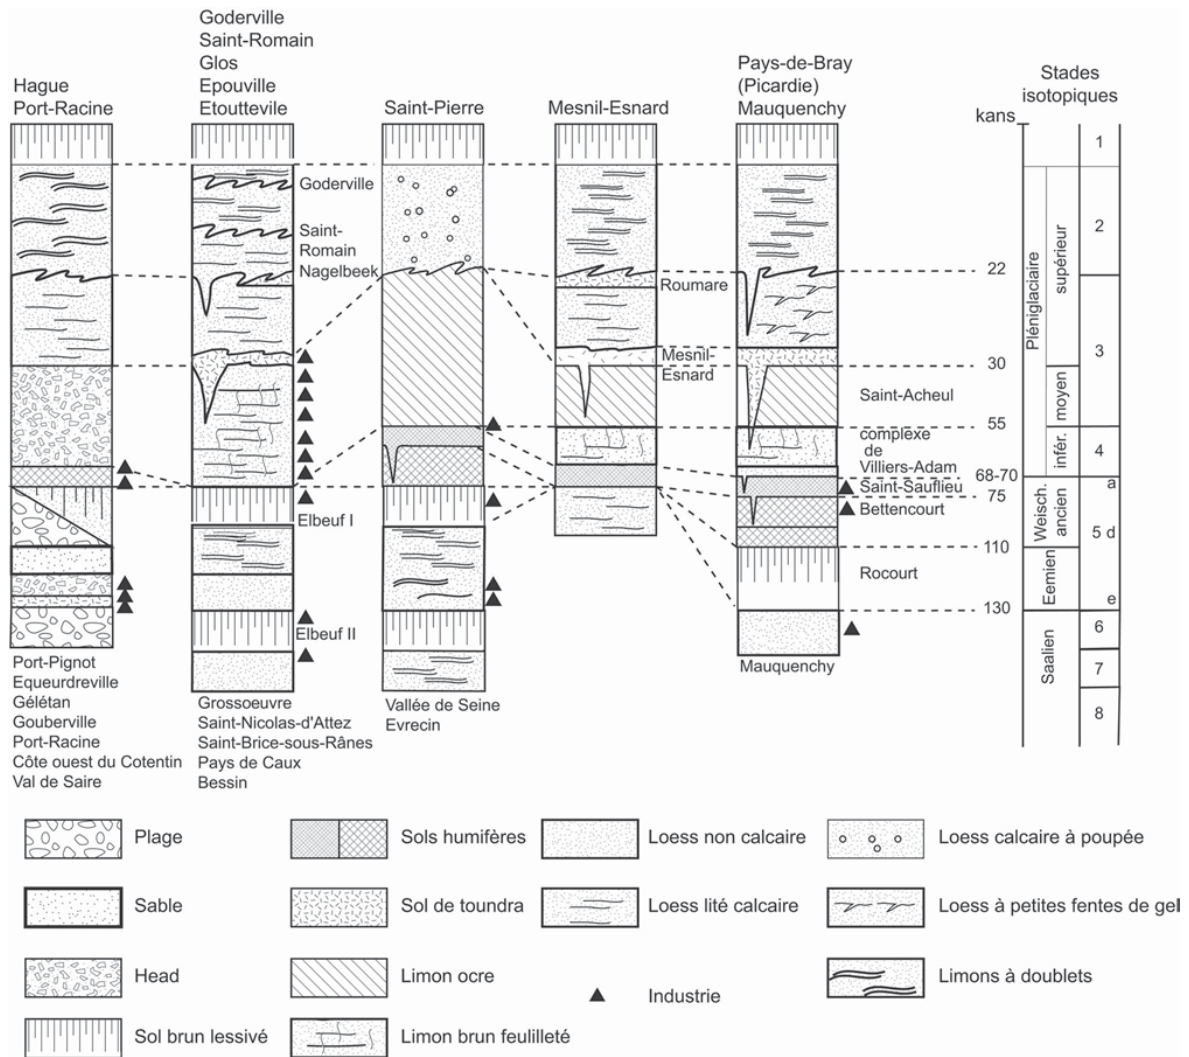 Hague
Port-Racine
Goderville
Saint-Romain
Glos
Epouville
Etouttevile
Saint-Pierre
Mesnil-Esnard
Pays-de-Bray
(Picardie)
Mauquenchy
Stades
isotopiques
kans
Goderville
Saint-
Romain
Nagelbeek
Elbeuf I
Elbeuf II
Roumare
Mesnil-
Esnard
Saint-Acheul
complexe
de
Villiers-Adam
Saint-Sauflieu
Bettencourt
Rocourt
22
30
55
68-70
75
110
130
Pléniglaciaire
supérieur
moyen
infér.
Weisch.
ancien
Eemien
Saalien
1
2
3
4
a
5 d
e
6
7
8
Port-Pignot
Equeurdreville
Gélétan
Gouberville
Port-Racine
Côte ouest du Cotentin
Val de Saire
Grossoeuvre
Saint-Nicolas-d'Attez
Saint-Brice-sous-Rânes
Pays de Caux
Bessin
Vallée de Seine
Evrecin
Mauquenchy
Plage
Sols humifères
Loess non calcaire
Loess calcaire à poupée
Sable
Sol de toundra
Loess lité calcaire
Loess à petites fentes de gel
Head
Limon ocre
Industrie
Limons à doublets
Sol brun lessivé
Limon brun feuilleté